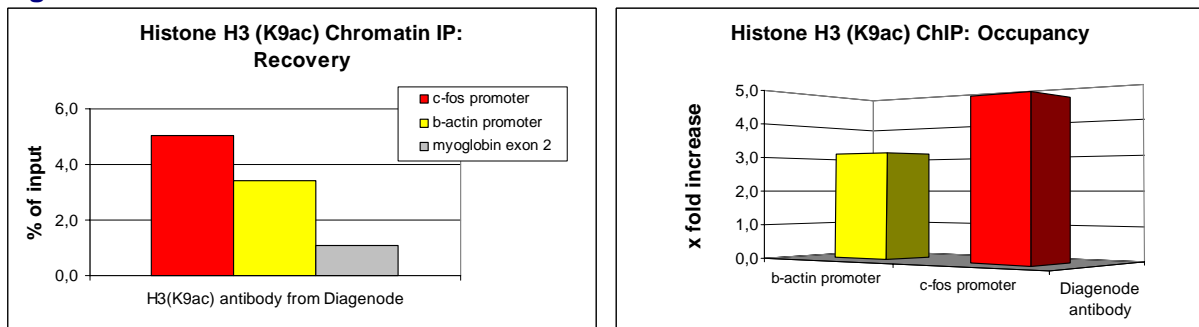 Histone H3 (K9ac) Chromatin IP:
Recovery
c-fos promoter
b-actin promoter
myoglobin exon 2
% of input
6,0
4,0
2,0
0,0
H3(K9ac) antibody from Diagenode
Histone H3 (K9ac) ChIP: Occupancy
x fold increase
5,0
4,0
3,0
2,0
1,0
0,0
b-actin promoter
c-fos promoter
Diagenode
antibody